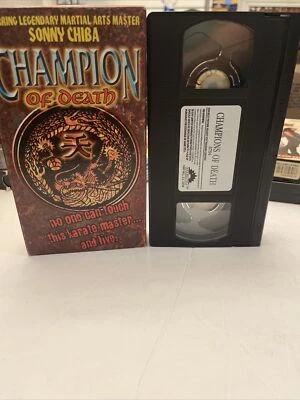 RRING LEGENDARY MARTIAL ARTS MASTER
SONNY CHIBA
CHAMPION
OF DEATH
天
no one can touch
this karate master...
and live.
CHAMPIONS OF DEATH